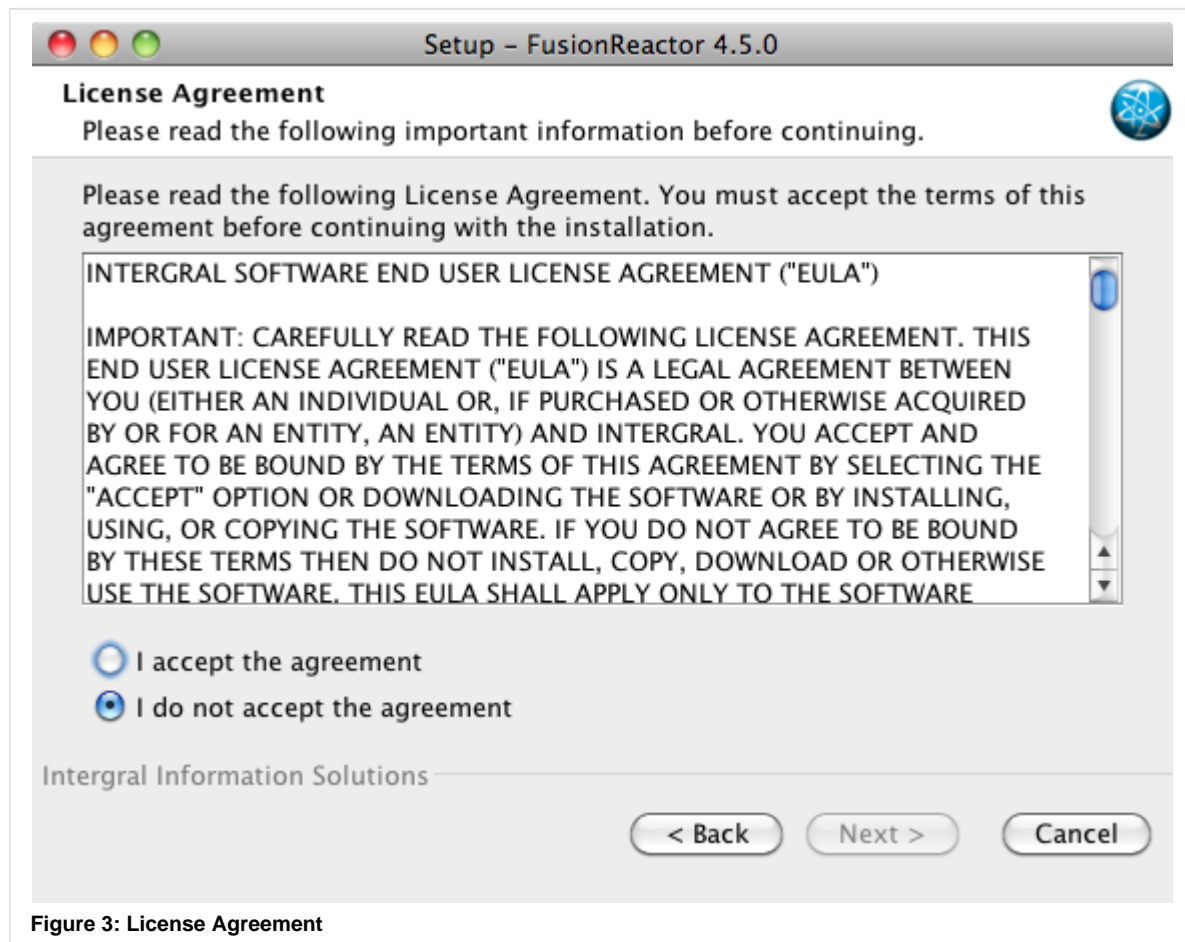 Setup – FusionReactor 4.5.0
License Agreement
Please read the following important information before continuing.
Please read the following License Agreement. You must accept the terms of this
agreement before continuing with the installation.
INTERGRAL SOFTWARE END USER LICENSE AGREEMENT ("EULA")
IMPORTANT: CAREFULLY READ THE FOLLOWING LICENSE AGREEMENT. THIS
END USER LICENSE AGREEMENT ("EULA") IS A LEGAL AGREEMENT BETWEEN
YOU (EITHER AN INDIVIDUAL OR, IF PURCHASED OR OTHERWISE ACQUIRED
BY OR FOR AN ENTITY, AN ENTITY) AND INTERGRAL. YOU ACCEPT AND
AGREE TO BE BOUND BY THE TERMS OF THIS AGREEMENT BY SELECTING THE
"ACCEPT" OPTION OR DOWNLOADING THE SOFTWARE OR BY INSTALLING,
USING, OR COPYING THE SOFTWARE. IF YOU DO NOT AGREE TO BE BOUND
BY THESE TERMS THEN DO NOT INSTALL, COPY, DOWNLOAD OR OTHERWISE
USE THE SOFTWARE. THIS EULA SHALL APPLY ONLY TO THE SOFTWARE
I accept the agreement
I do not accept the agreement
Intergral Information Solutions
< Back Next > Cancel
Figure 3: License Agreement